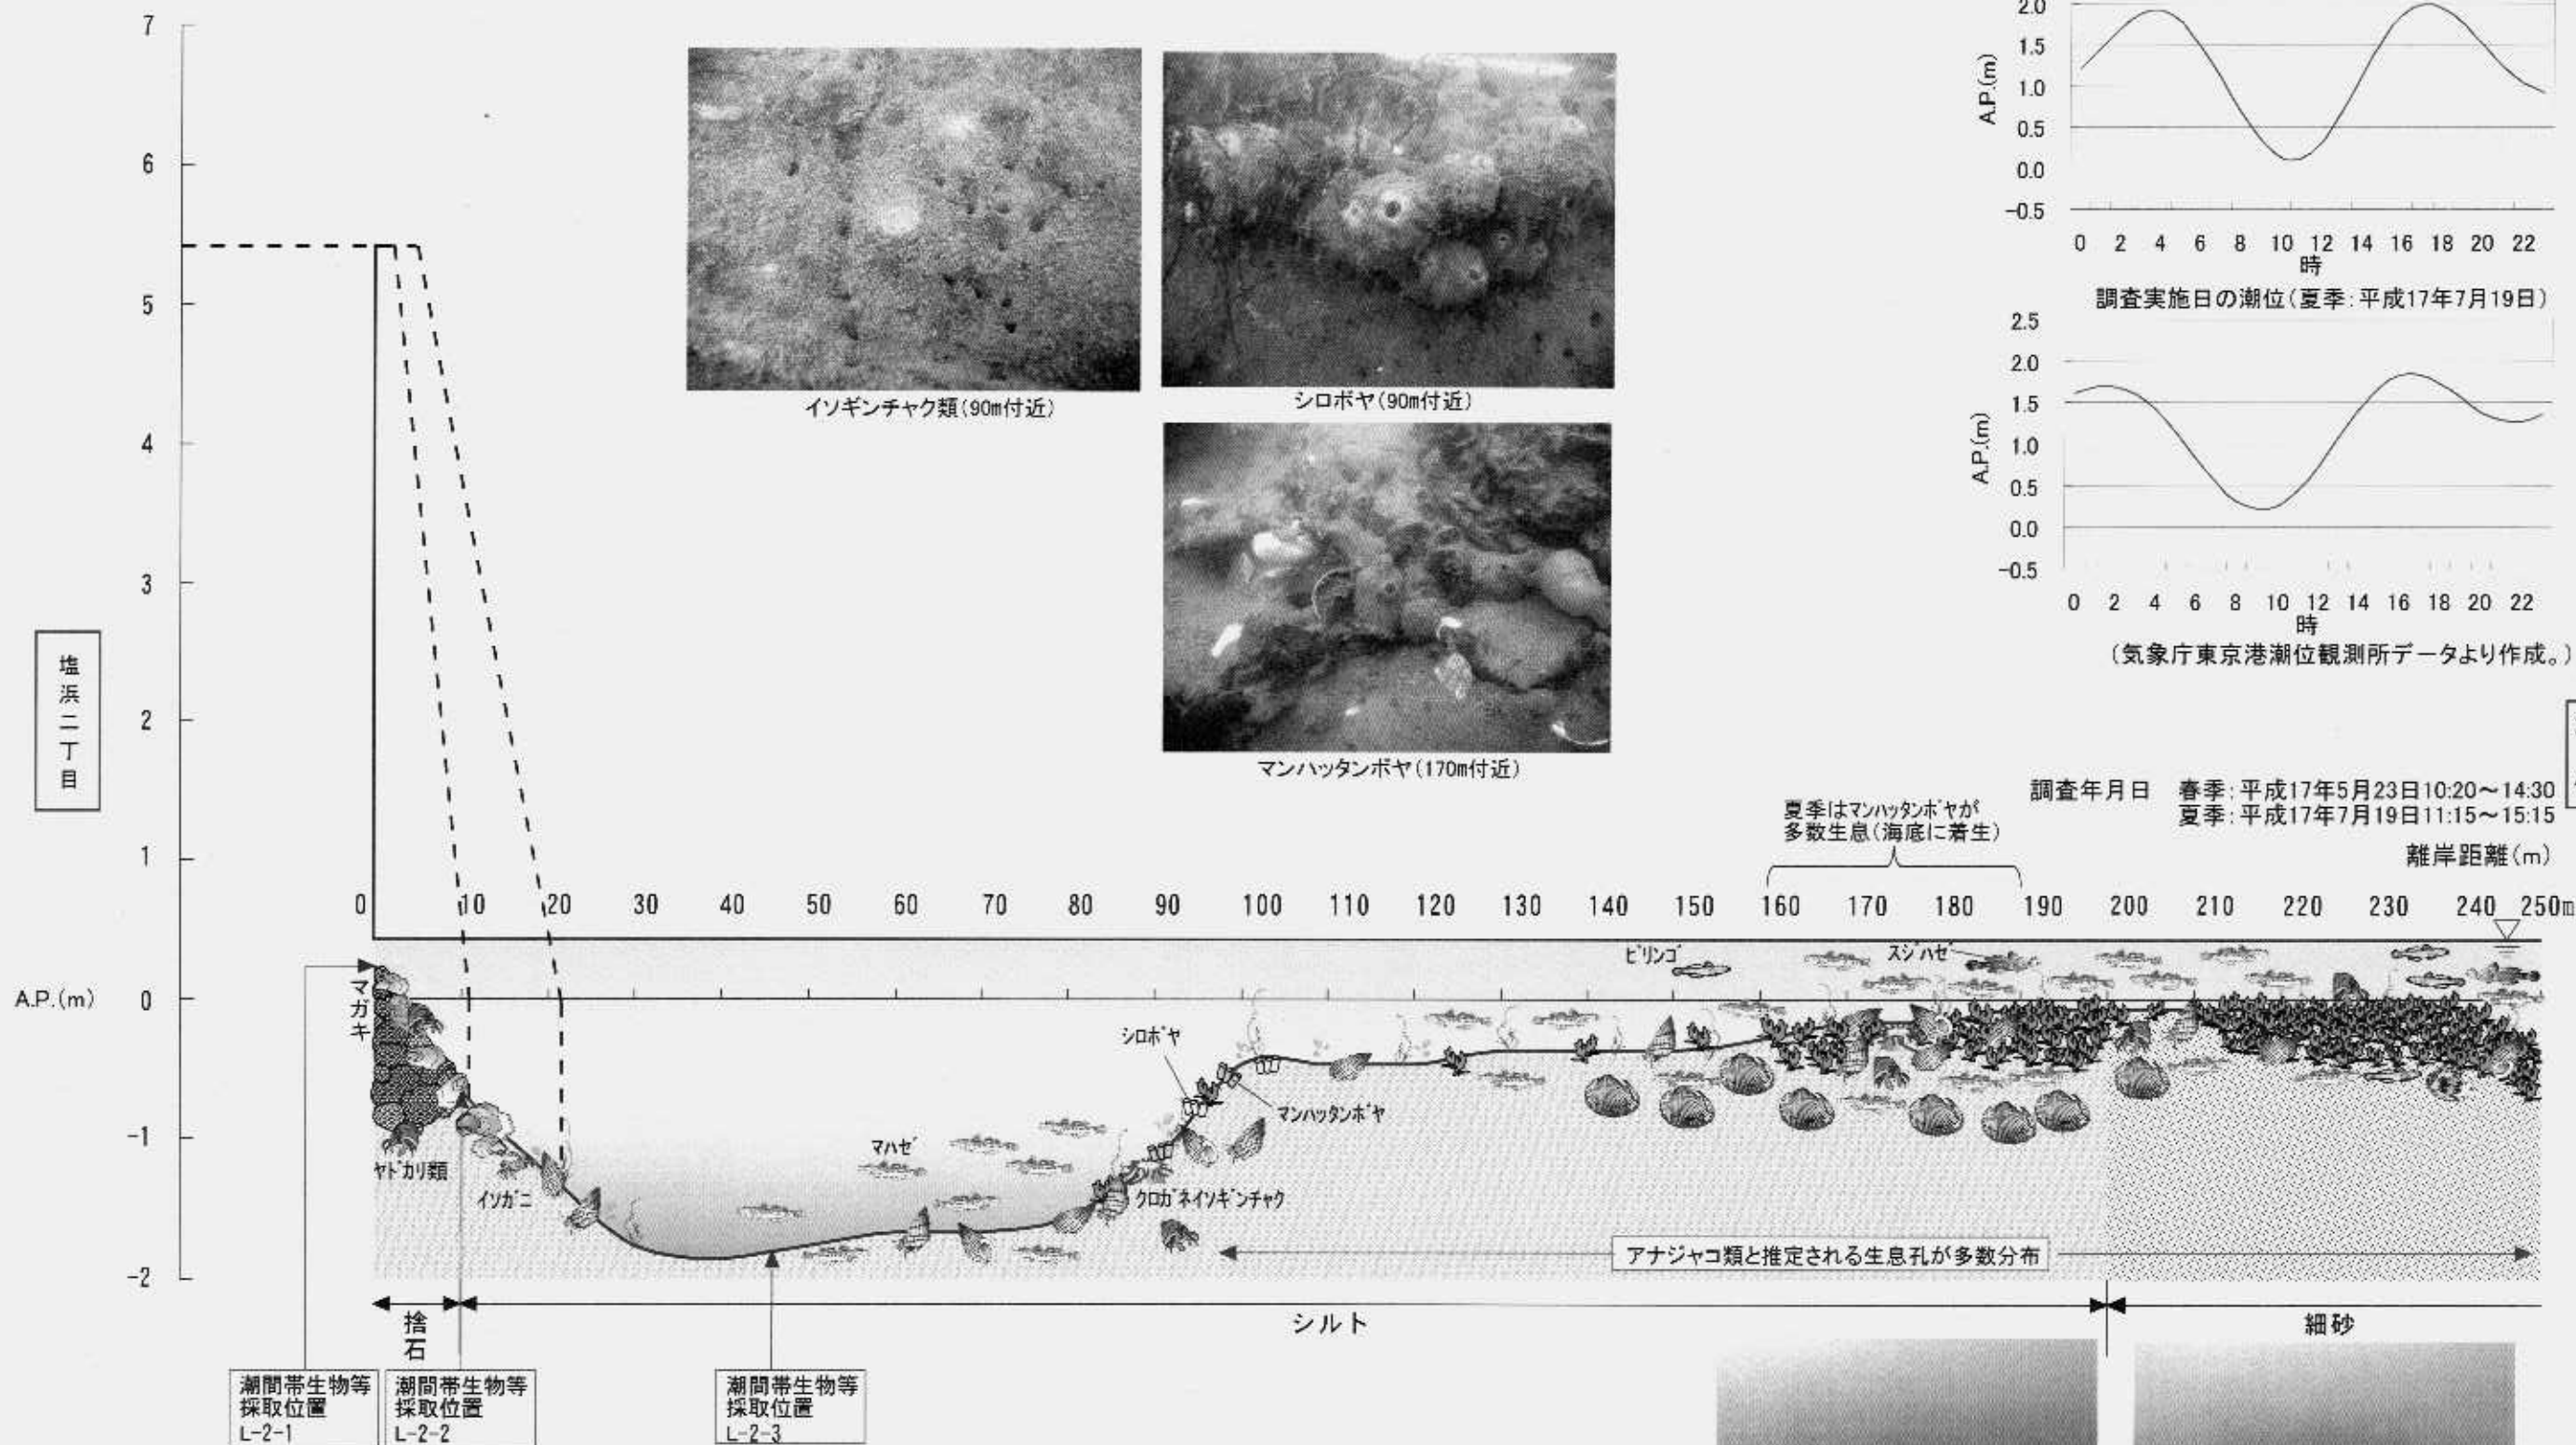 7
6
5
4
3
2
1
0
-1
-2
A.P.(m)
塩浜二丁目
イソギンチャク類(90m付近)
シロボヤ(90m付近)
マンハッタンボヤ(170m付近)
2.0
1.5
1.0
0.5
0.0
-0.5
A.P.(m)
0 2 4 6 8 10 12 14 16 18 20 22
時
調査実施日の潮位(夏季:平成17年7月19日)
2.5
2.0
1.5
1.0
0.5
0.0
-0.5
A.P.(m)
0 2 4 6 8 10 12 14 16 18 20 22
時
(気象庁東京港潮位観測所データより作成。)
調査年月日 春季:平成17年5月23日10:20~14:30
夏季:平成17年7月19日11:15~15:15
離岸距離(m)
夏季はマンハッタンボヤが
多数生息(海底に着生)
0 10 20 30 40 50 60 70 80 90 100 110 120 130 140 150 160 170 180 190 200 210 220 230 240 250m
ビリンゴ
スジハゼ
マガキ
シロボヤ
マンハッタンボヤ
マハゼ
ヤドカリ類
イソガニ
クロガネイソギンチャク
アナジャコ類と推定される生息孔が多数分布
捨石
シルト
細砂
潮間帯生物等
採取位置
L-2-1
潮間帯生物等
採取位置
L-2-2
潮間帯生物等
採取位置
L-2-3